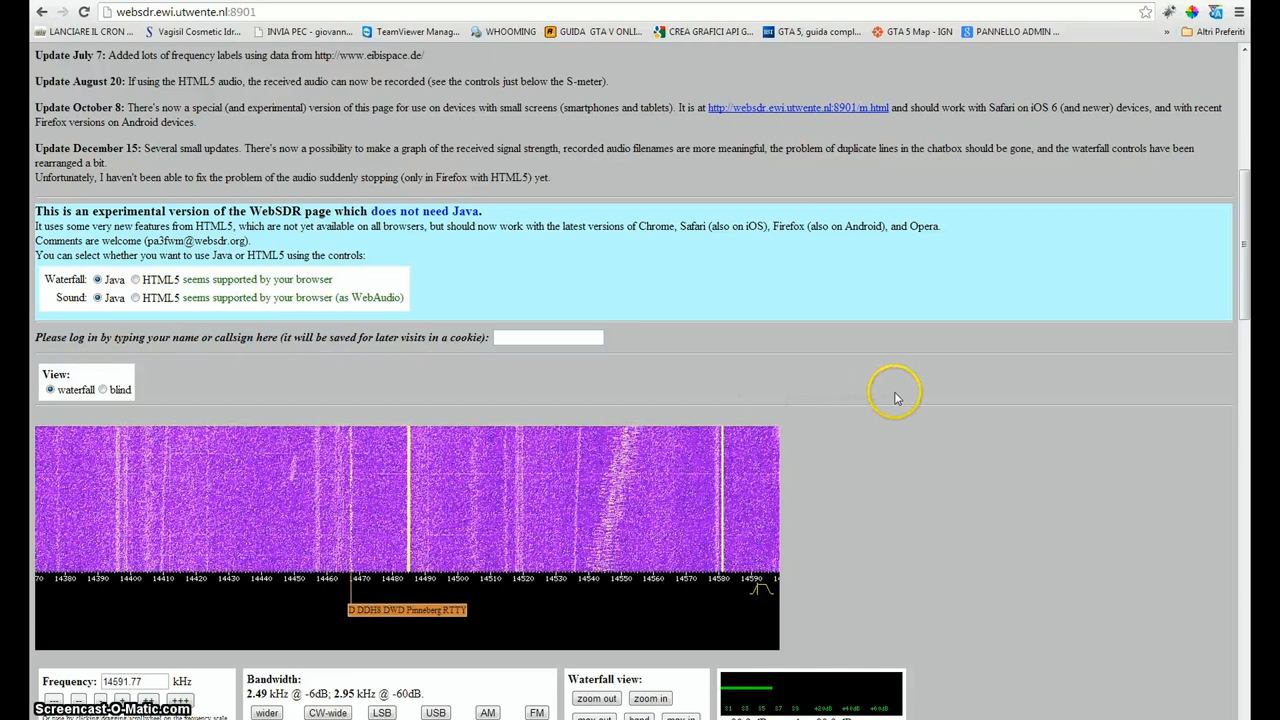 websdr.ewi.utwente.nl:8901
LANCIARE IL CRON ... Vagisil Cosmetic Idr... INVIA PEC - giovann... TeamViewer Manag... WHOOMING GUIDA GTA V ONLI... CREA GRAFICI API G... GTA 5, guida compl... GTA 5 Map - IGN PANNELLO ADMIN ... » Altri Preferiti
Update July 7: Added lots of frequency labels using data from http://www.eibispace.de/
Update August 20: If using the HTML5 audio, the received audio can now be recorded (see the controls just below the S-meter).
Update October 8: There's now a special (and experimental) version of this page for use on devices with small screens (smartphones and tablets). It is at http://websdr.ewi.utwente.nl:8901/m.html and should work with Safari on iOS 6 (and newer) devices, and with recent
Firefox versions on Android devices.
Update December 15: Several small updates. There's now a possibility to make a graph of the received signal strength, recorded audio filenames are more meaningful, the problem of duplicate lines in the chatbox should be gone, and the waterfall controls have been
rearranged a bit.
Unfortunately, I haven't been able to fix the problem of the audio suddenly stopping (only in Firefox with HTML5) yet.
This is an experimental version of the WebSDR page which does not need Java.
It uses some very new features from HTML5, which are not yet available on all browsers, but should now work with the latest versions of Chrome, Safari (also on iOS), Firefox (also on Android), and Opera.
Comments are welcome (pa3fwm@websdr.org).
You can select whether you want to use Java or HTML5 using the controls:
Waterfall: Java HTML5 seems supported by your browser
Sound: Java HTML5 seems supported by your browser (as WebAudio)
Please log in by typing your name or callsign here (it will be saved for later visits in a cookie):
View:
waterfall blind
70 14380 14390 14400 14410 14420 14430 14440 14450 14460 14470 14480 14490 14500 14510 14520 14530 14540 14550 14560 14570 14580 14590
D DDH8 DWD Pinneberg RTTY
Frequency: 14591.77 kHz
--- -- - + ++ +++
Bandwidth:
2.49 kHz @ -6dB; 2.95 kHz @ -60dB.
wider CW-wide LSB USB AM FM
Waterfall view:
zoom out zoom in
max out band max in
S1 S3 S5 S7 S9 +20dB +40dB +60dB
Screencast-O-Matic.com